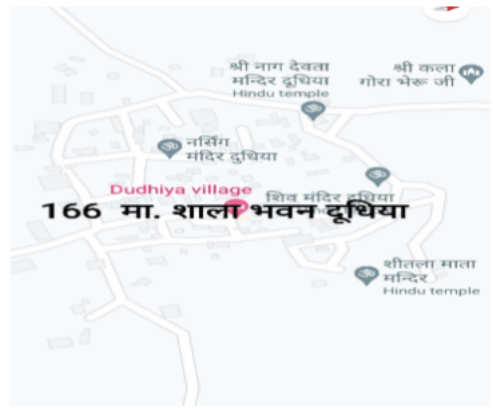 श्री नाग देवता
मन्दिर दूधिया
Hindu temple
श्री कला
गोरा भेरू जी
नर्सिंग
मंदिर दुधिया
Dudhiya village
शिव मंदिर दूधिया
166 मा. शाला भवन दूधिया
शीतला माता
मन्दिर
Hindu temple